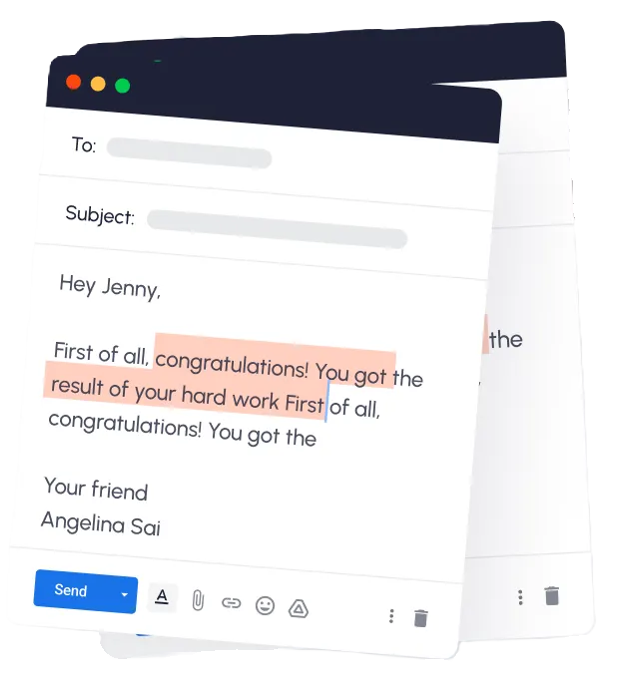 To:
Subject:
Hey Jenny,
First of all, congratulations! You got the
result of your hard work First of all,
congratulations! You got the
Your friend
Angelina Sai
Send
A
the